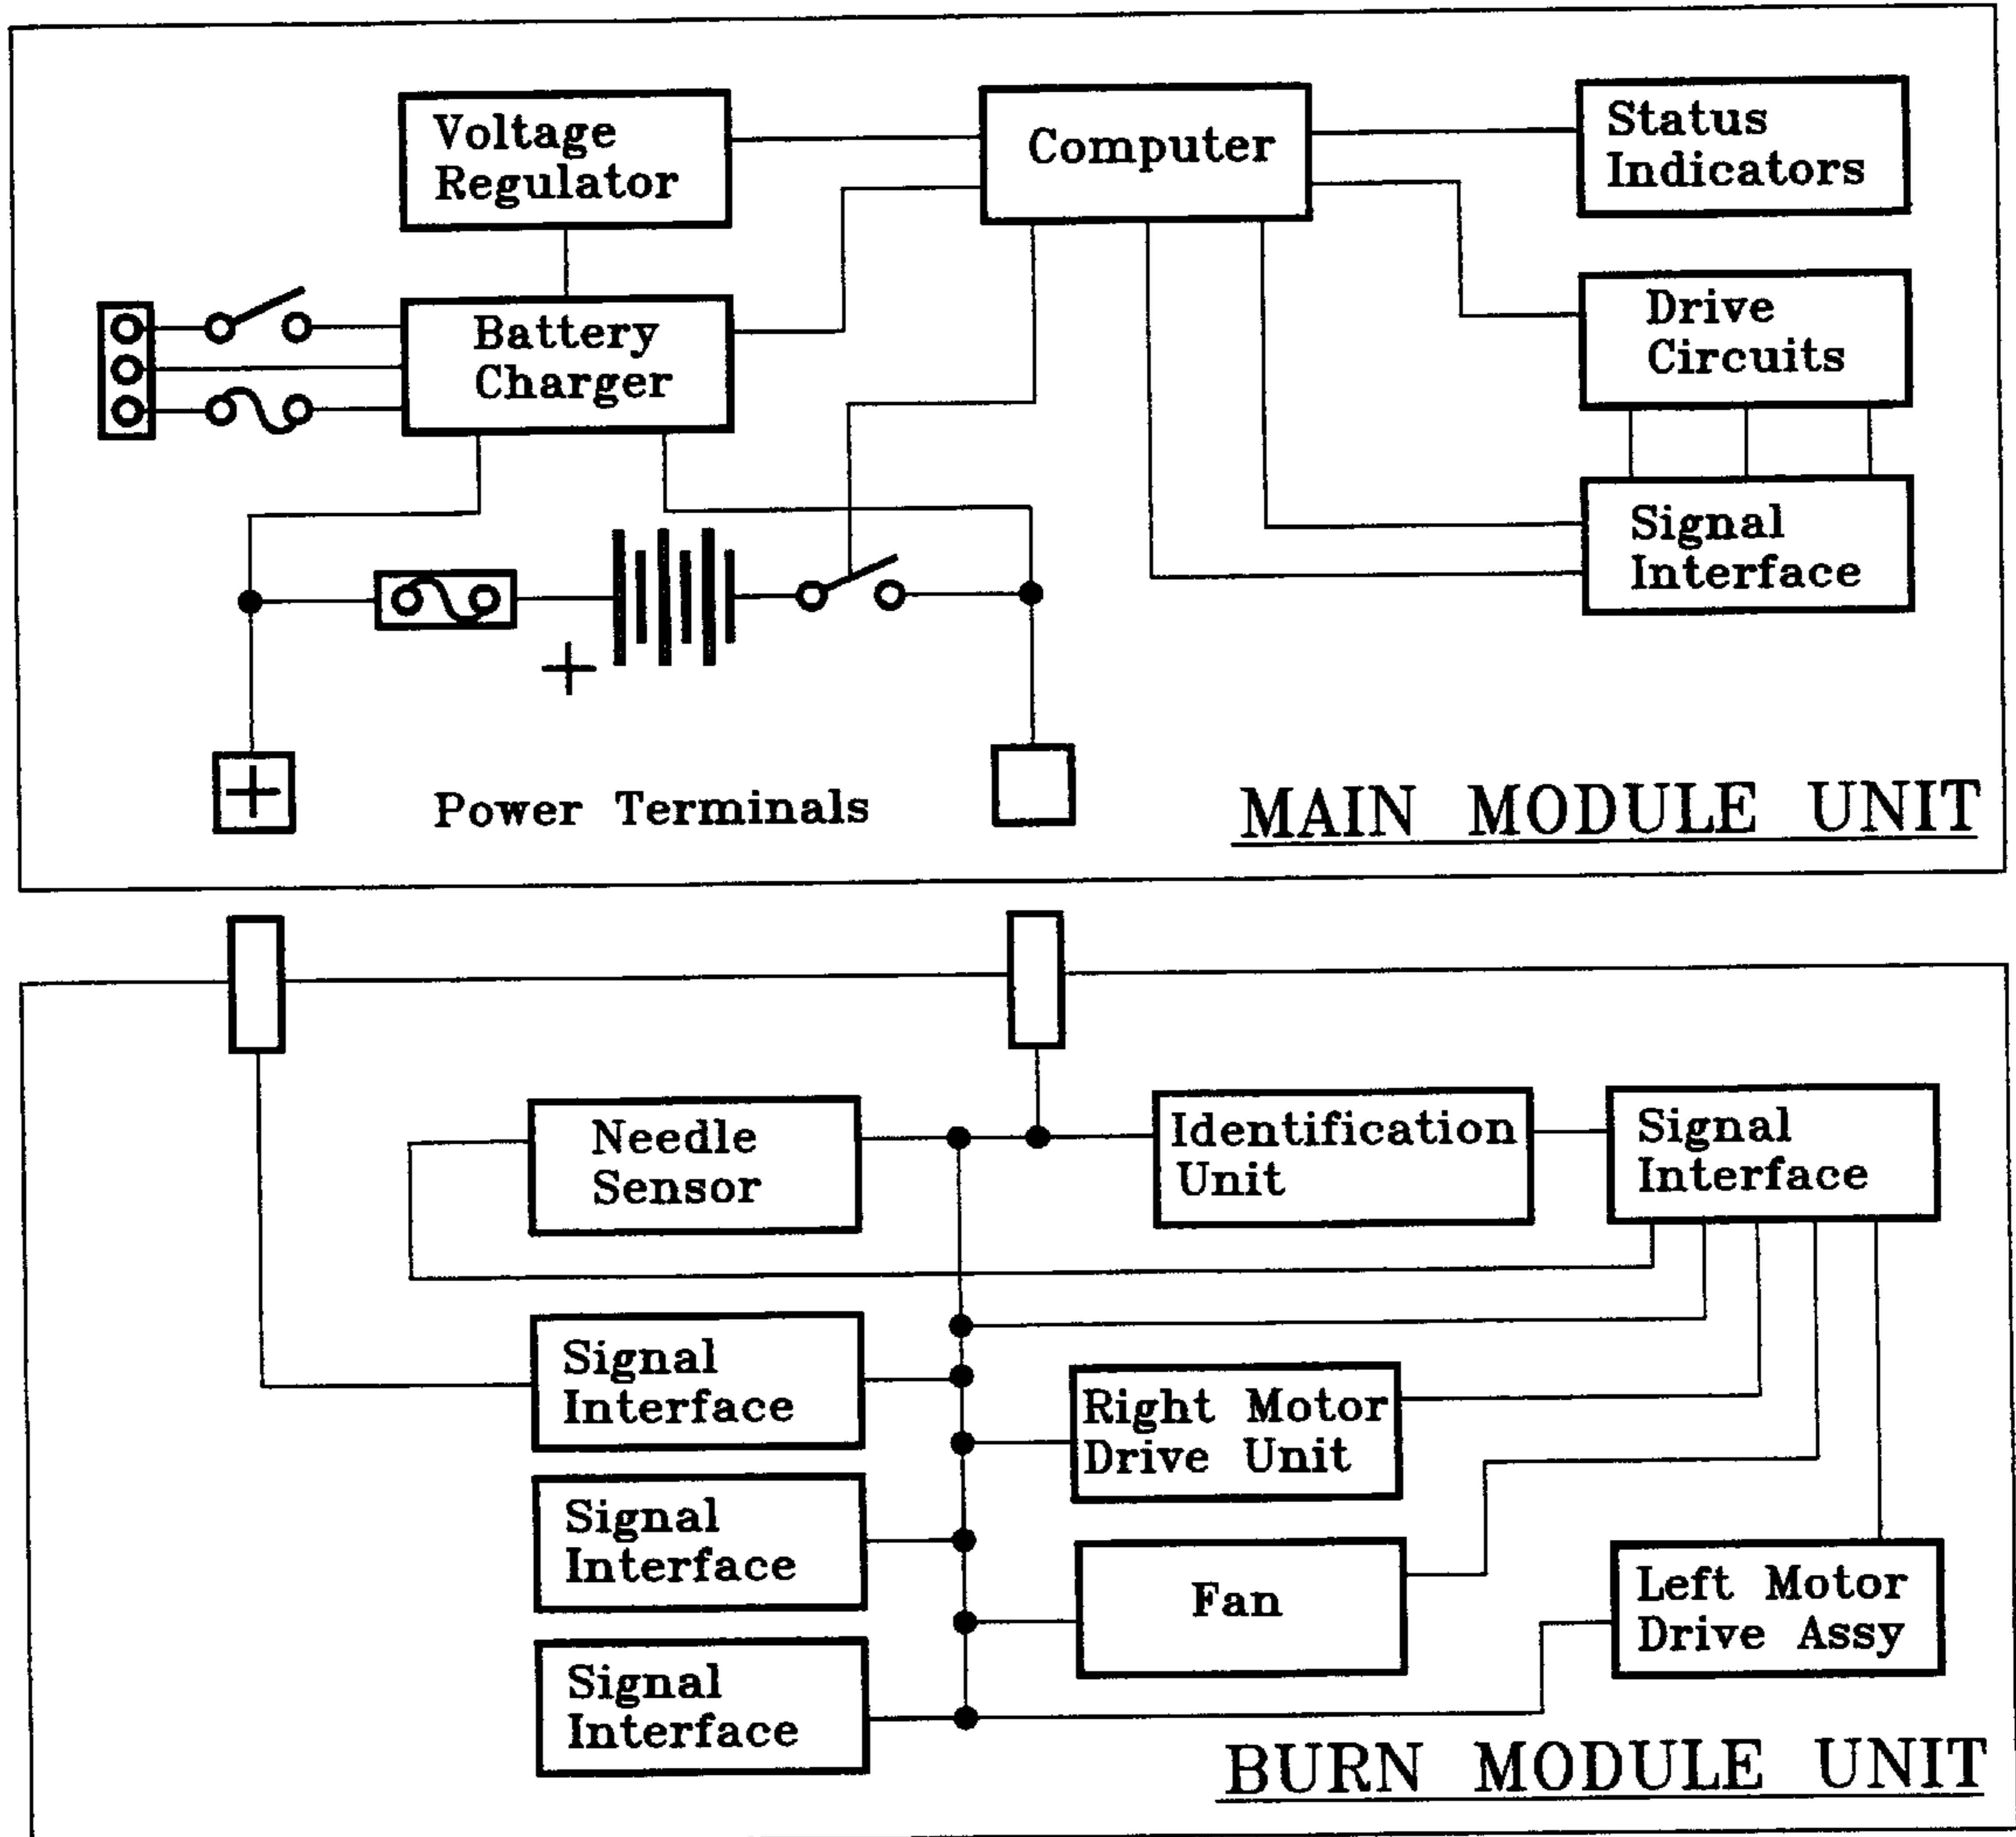 Voltage
Regulator
Computer
Status
Indicators
Battery
Charger
Drive
Circuits
Signal
Interface
+
+
Power Terminals
MAIN MODULE UNIT
Needle
Sensor
Identification
Unit
Signal
Interface
Signal
Interface
Right Motor
Drive Unit
Signal
Interface
Fan
Left Motor
Drive Assy
Signal
Interface
BURN MODULE UNIT